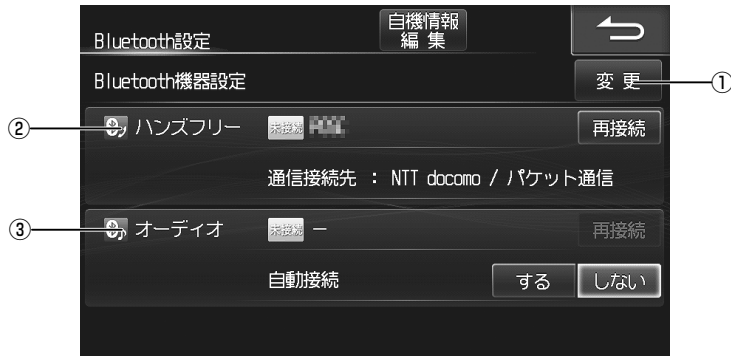 Bluetooth設定
自機情報
編集
Bluetooth機器設定
変更
①
②
ハンズフリー
未接続
再接続
通信接続先 : NTT docomo / パケット通信
③
オーディオ
未接続
−
再接続
自動接続
する
しない